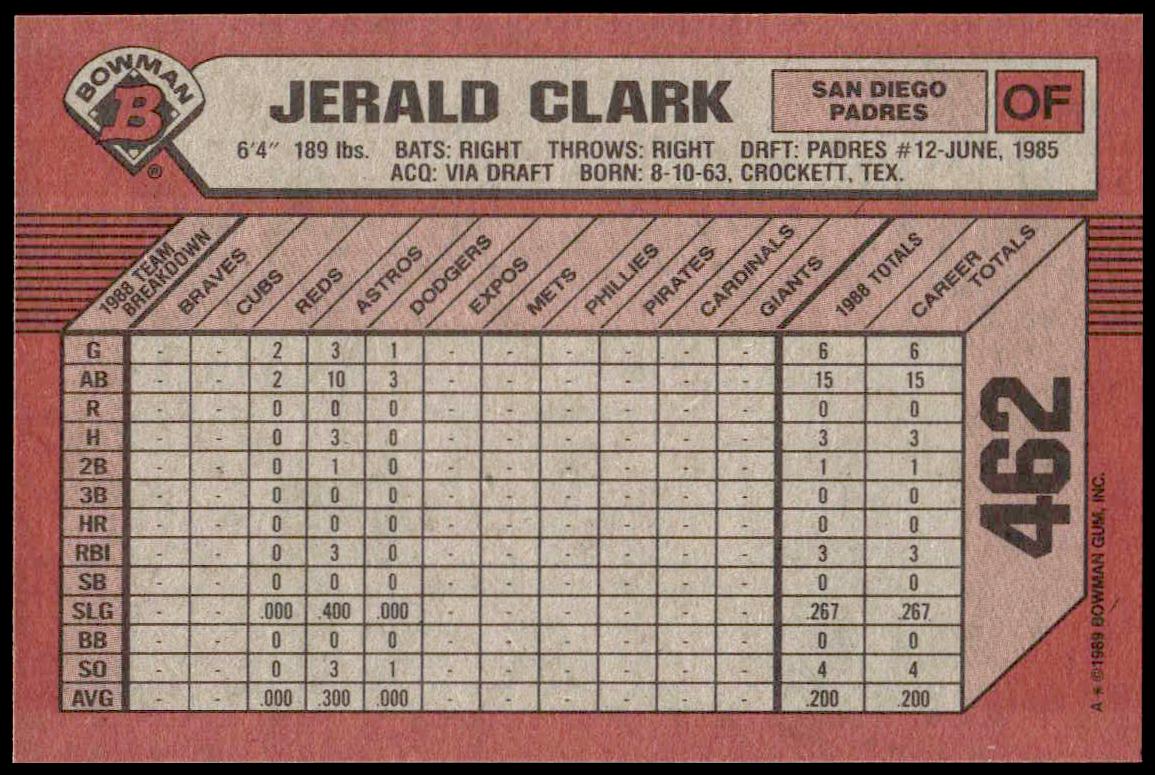 BOWMAN
B
®
JERALD CLARK
SAN DIEGO
PADRES
OF
6'4" 189 lbs. BATS: RIGHT THROWS: RIGHT DRFT: PADRES #12-JUNE, 1985
ACQ: VIA DRAFT BORN: 8-10-63, CROCKETT, TEX.
1988 TEAM
BREAKDOWN
BRAVES
CUBS
REDS
ASTROS
DODGERS
EXPOS
METS
PHILLIES
PIRATES
CARDINALS
GIANTS
1988 TOTALS
CAREER
TOTALS
G - - 2 3 1 - - - - - - 6 6
AB - - 2 10 3 - - - - - - 15 15
R - - 0 0 0 - - - - - - 0 0
H - - 0 3 0 - - - - - - 3 3
2B - - 0 1 0 - - - - - - 1 1
3B - - 0 0 0 - - - - - - 0 0
HR - - 0 0 0 - - - - - - 0 0
RBI - - 0 3 0 - - - - - - 3 3
SB - - 0 0 0 - - - - - - 0 0
SLG - - .000 .400 .000 - - - - - - .267 .267
BB - - 0 0 0 - - - - - - 0 0
SO - - 0 3 1 - - - - - - 4 4
AVG - - .000 .300 .000 - - - - - - .200 .200
462
A * ©1989 BOWMAN GUM, INC.